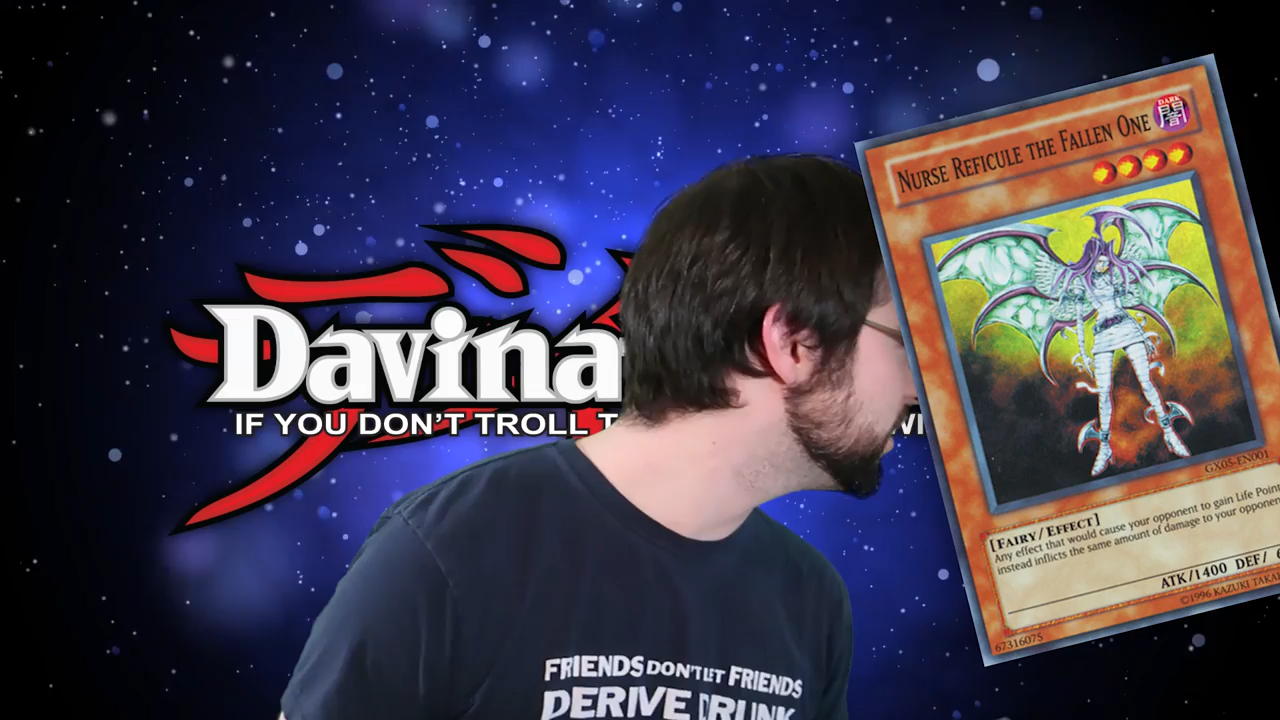 Davina
IF YOU DON'T TROLL T
WI
FRIENDS DON'T LET FRIENDS
DERIVE DRUNK
NURSE REFICULE THE FALLEN ONE
DARK
闇
GX05-EN001
[FAIRY/EFFECT]
Any effect that would cause your opponent to gain Life Point
instead inflicts the same amount of damage to your opponen
ATK/1400 DEF/ 6
67316075
©1996 KAZUKI TAKA